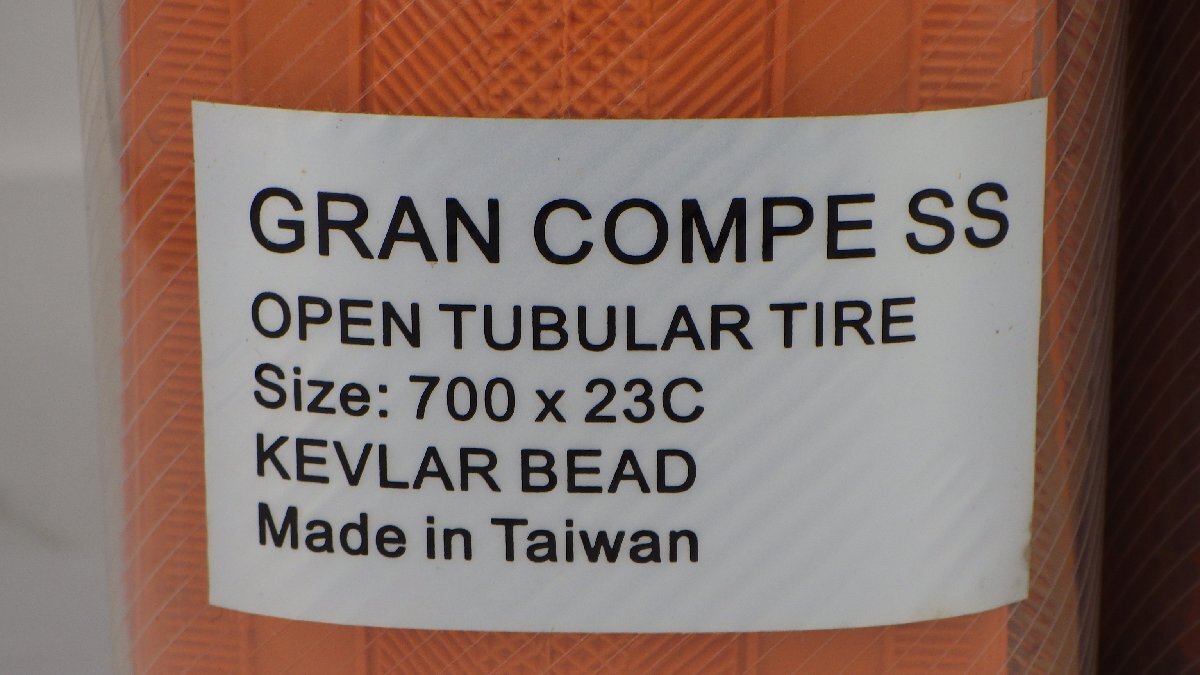 GRAN COMPE SS
OPEN TUBULAR TIRE
Size: 700 x 23C
KEVLAR BEAD
Made in Taiwan